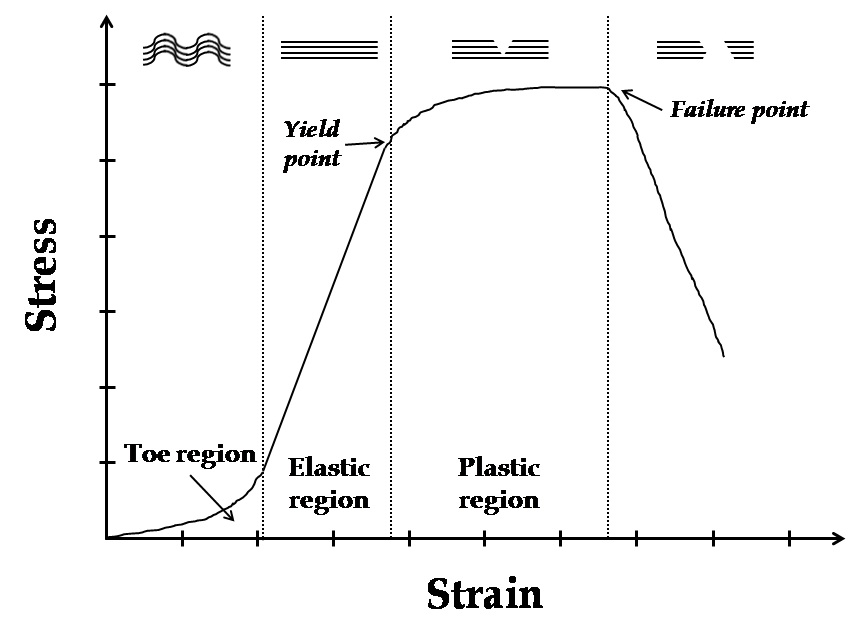 Yield
point
Failure point
Stress
Toe region
Elastic
region
Plastic
region
Strain